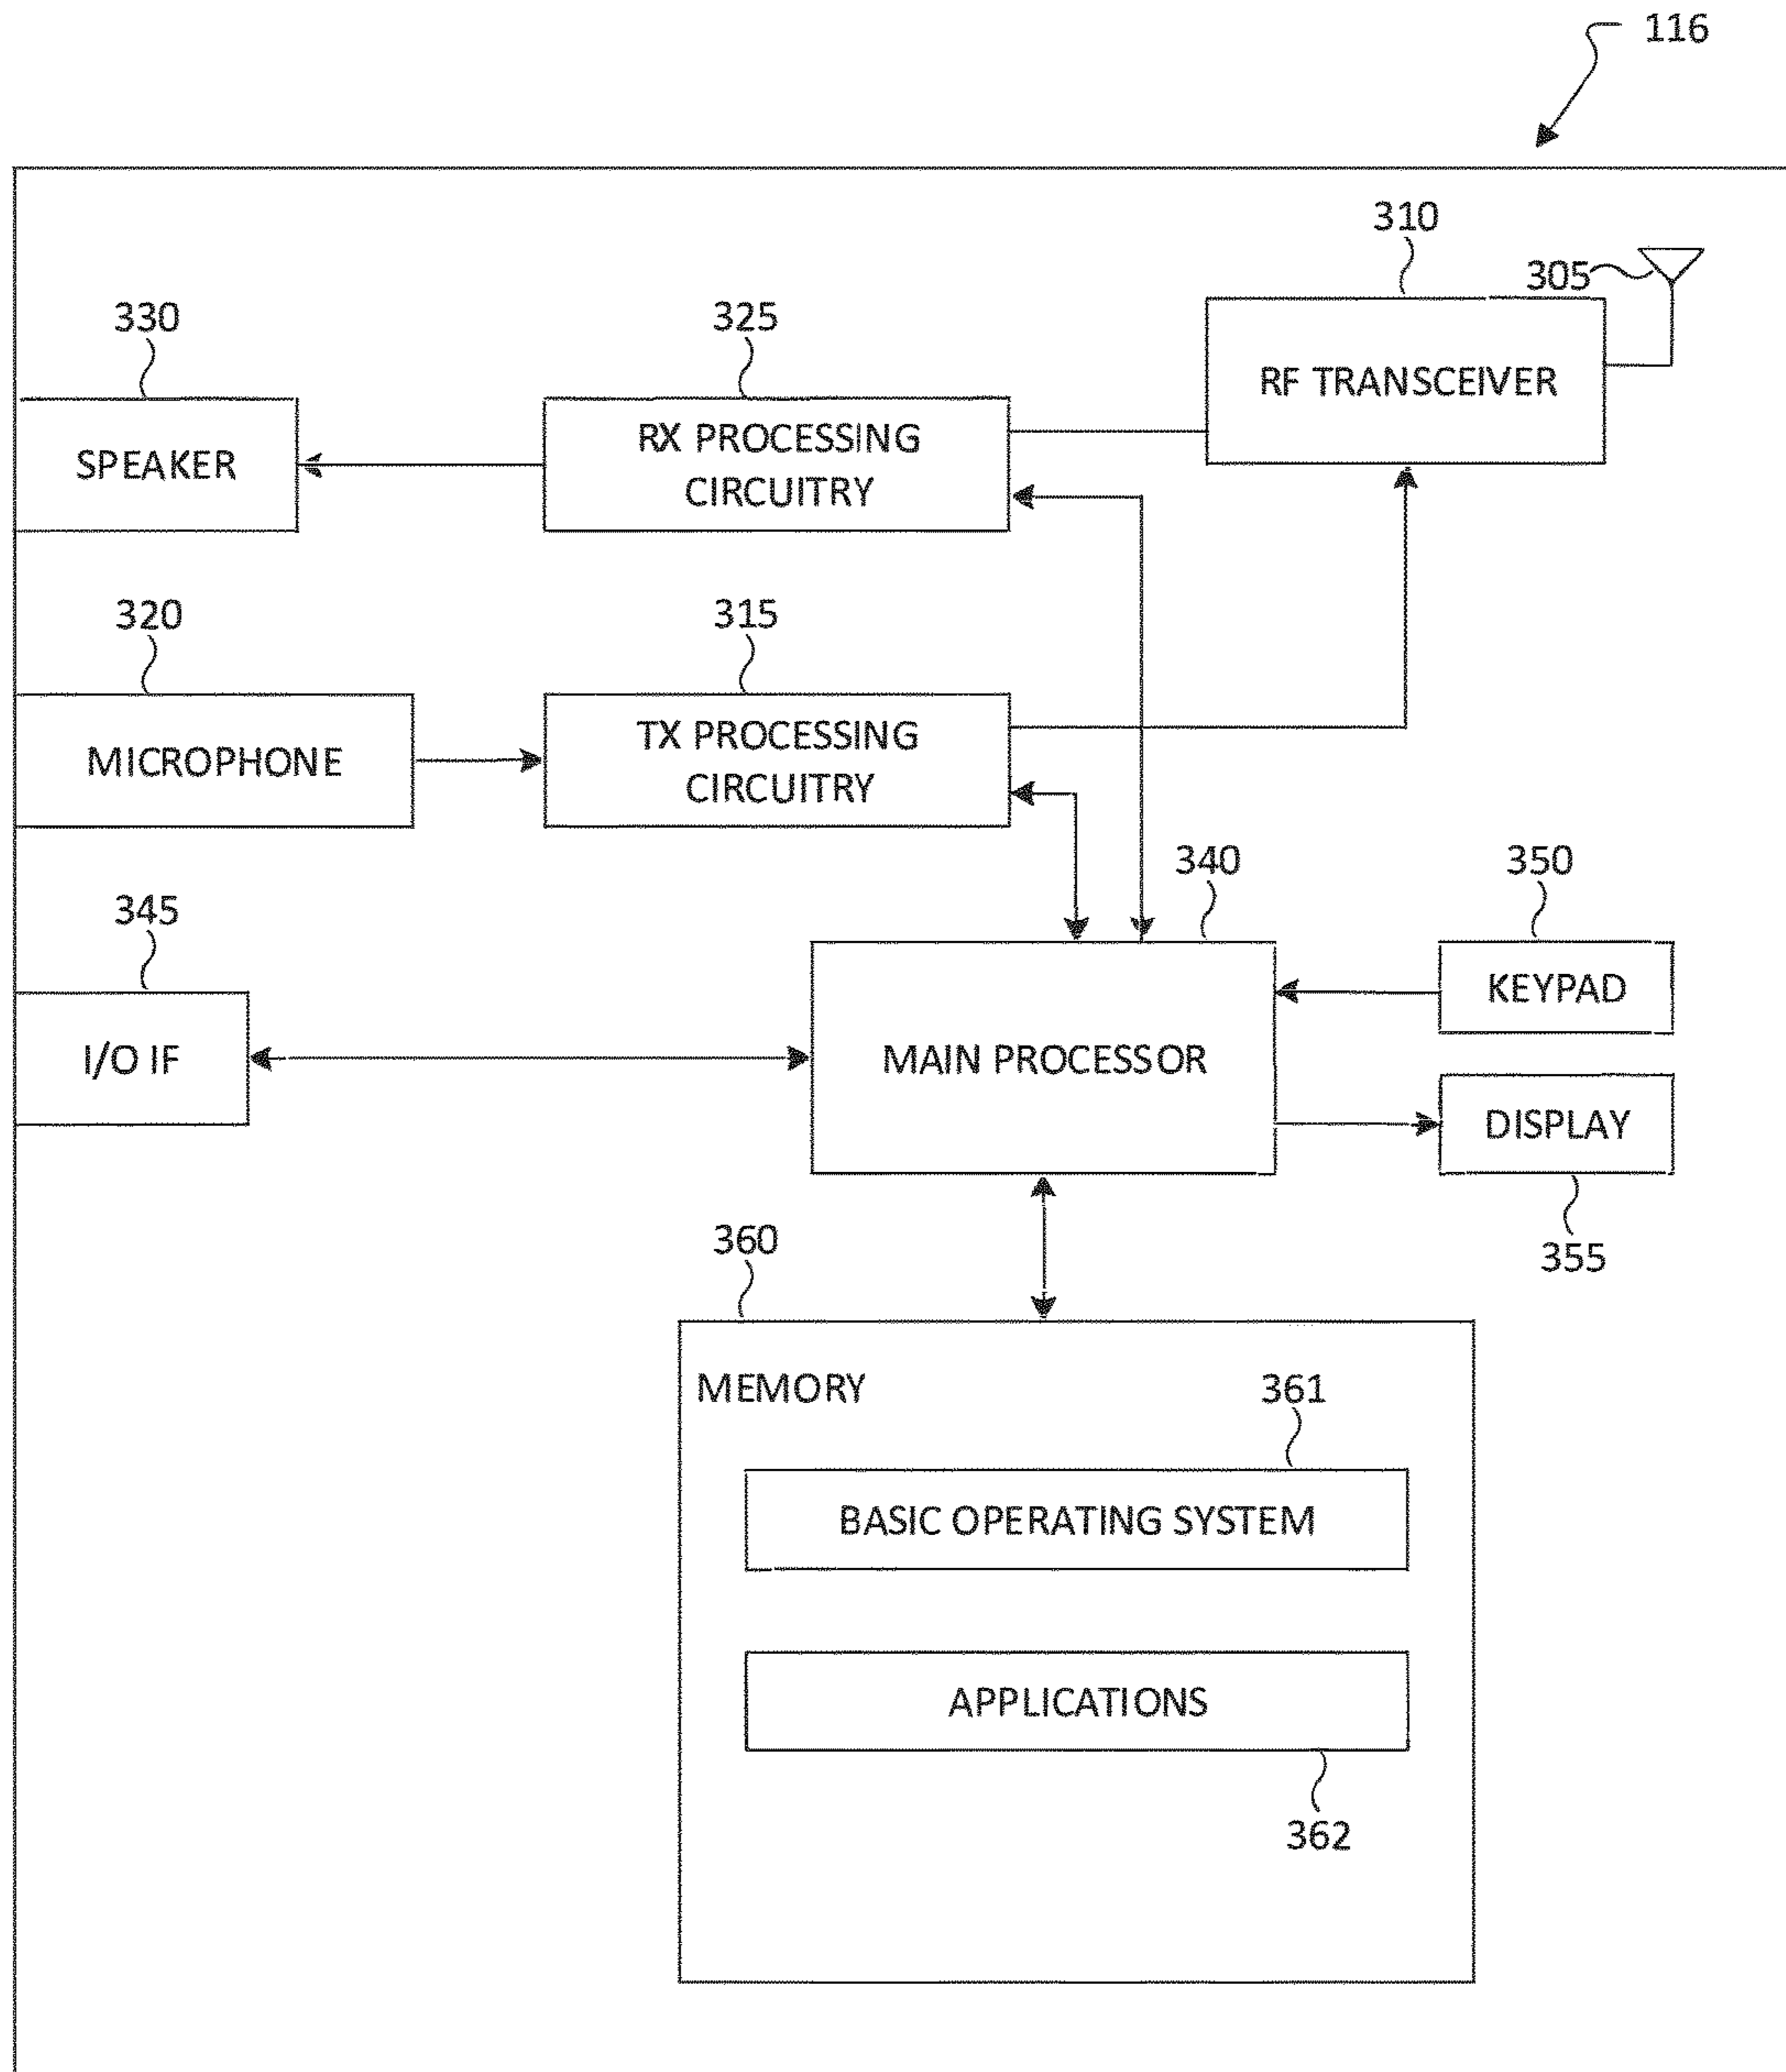 116
310
305
330
325
RF TRANSCEIVER
SPEAKER
RX PROCESSING
CIRCUITRY
320
315
MICROPHONE
TX PROCESSING
CIRCUITRY
340
350
345
KEYPAD
I/O IF
MAIN PROCESSOR
DISPLAY
360
355
MEMORY
361
BASIC OPERATING SYSTEM
APPLICATIONS
362